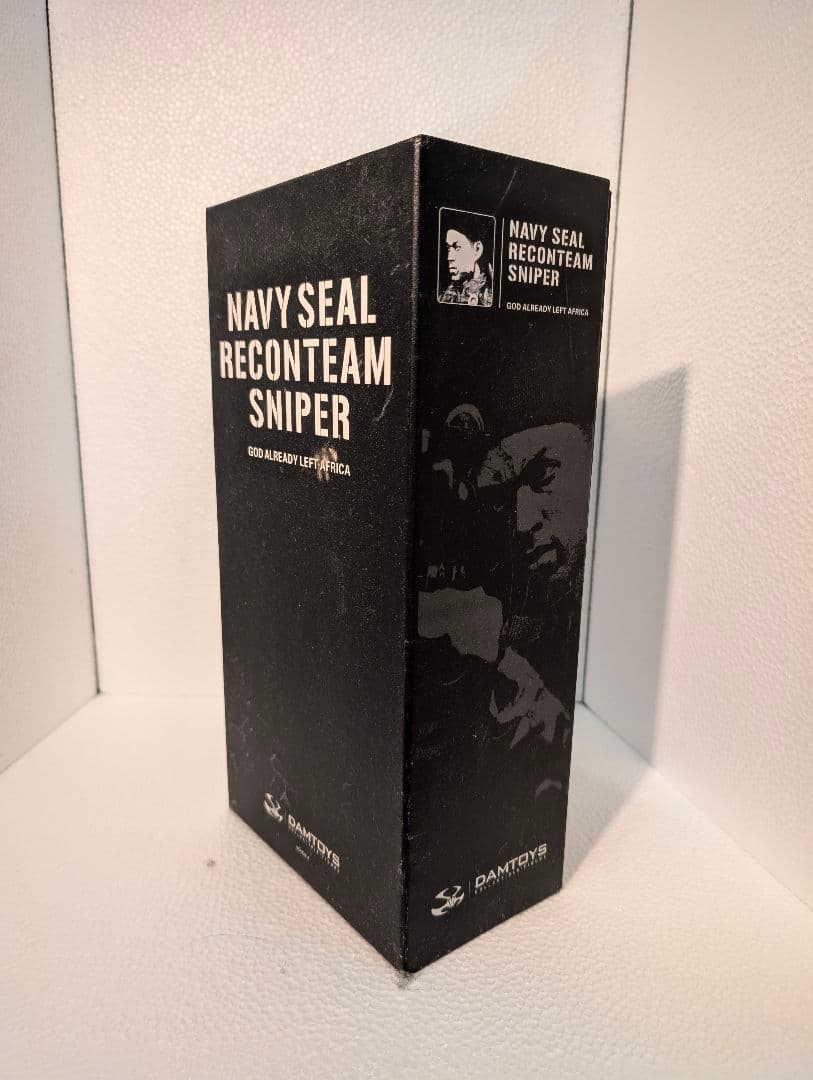 NAVY SEAL
RECONTEAM
SNIPER
GOD ALREADY LEFT AFRICA
DAMTOYS
NAVY SEAL
RECONTEAM
SNIPER
GOD ALREADY LEFT AFRICA
DAMTOYS